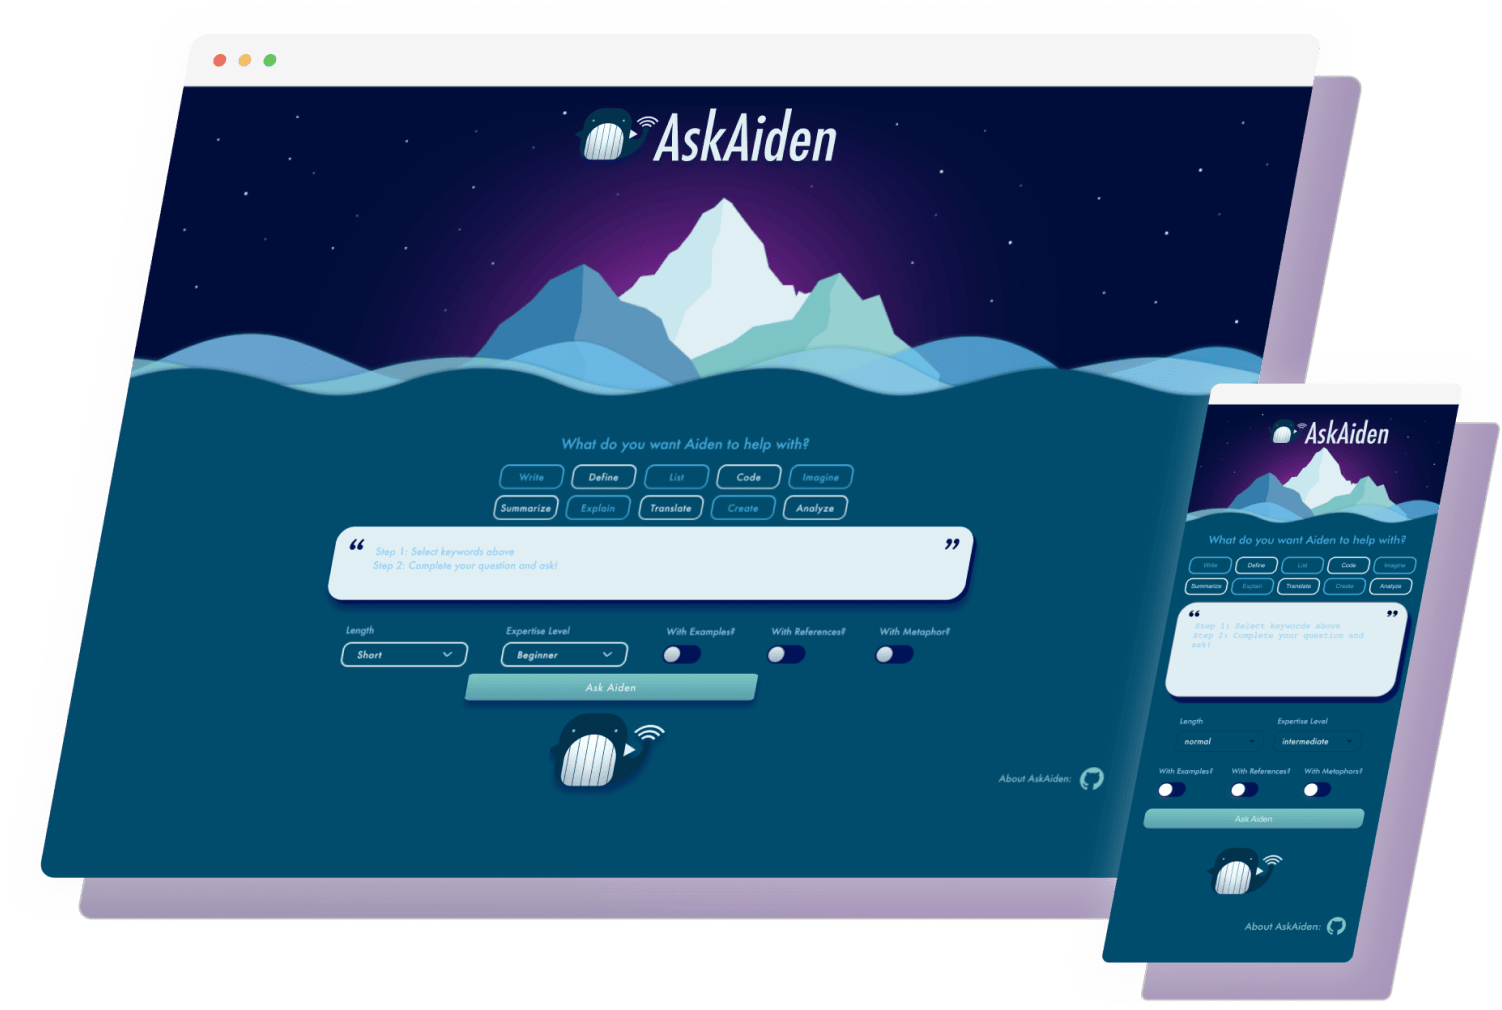 AskAiden
What do you want Aiden to help with?
Write Define List Code Imagine
Summarize Explain Translate Create Analyze
“ Step 1: Select keywords above ”
Step 2: Complete your question and ask!
Length Expertise Level With Examples? With References? With Metaphor?
Short Beginner
Ask Aiden
About AskAiden:
AskAiden
What do you want Aiden to help with?
Write Define List Code Imagine
Summarize Explain Translate Create Analyze
“ Step 1: Select keywords above ”
Step 2: Complete your question and
ask!
Length Expertise Level
normal intermediate
With Examples? With References? With Metaphors?
Ask Aiden
About AskAiden: